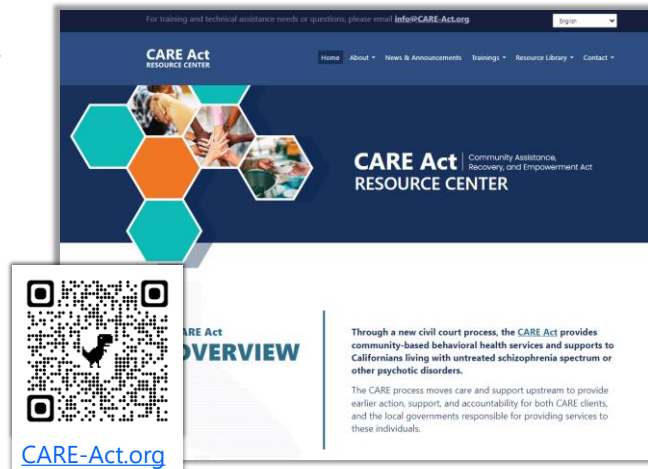 For training and technical assistance needs or questions, please email info@CARE-Act.org
English
CARE Act
RESOURCE CENTER
Home About News & Announcements Trainings Resource Library Contact
CARE Act Community Assistance,
Recovery, and Empowerment Act
RESOURCE CENTER
CARE Act
OVERVIEW
Through a new civil court process, the CARE Act provides
community-based behavioral health services and supports to
Californians living with untreated schizophrenia spectrum or
other psychotic disorders.
The CARE process moves care and support upstream to provide
earlier action, support, and accountability for both CARE clients,
and the local governments responsible for providing services to
these individuals.
CARE-Act.org